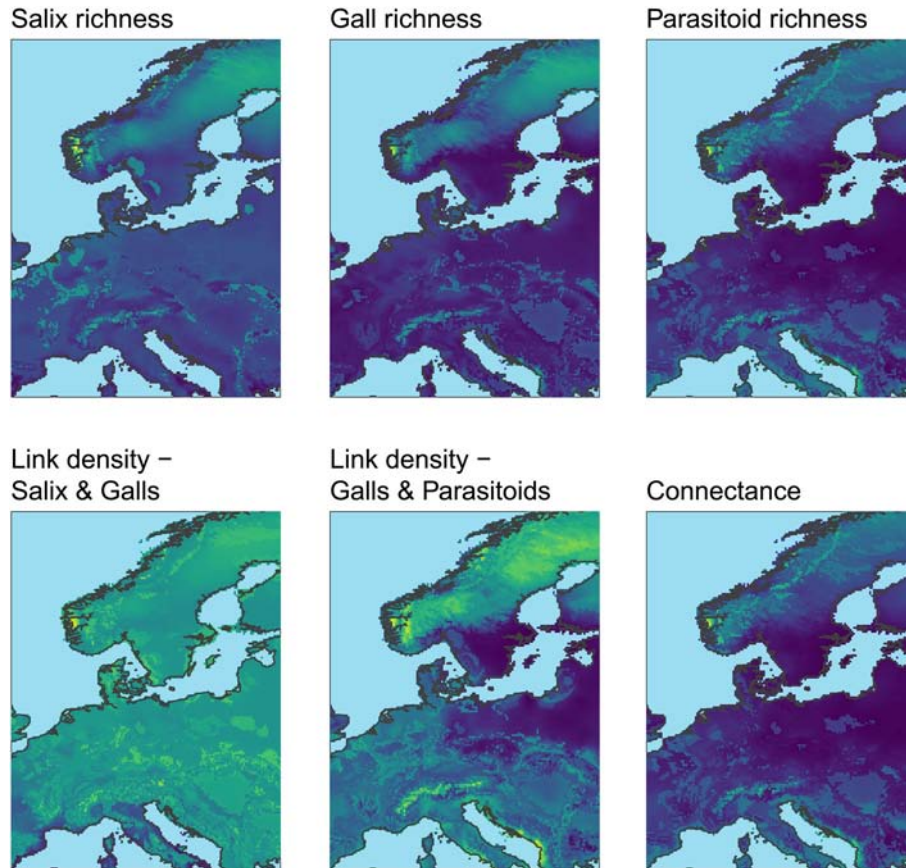 Salix richness
Gall richness
Parasitoid richness
Link density –
Salix & Galls
Link density –
Galls & Parasitoids
Connectance